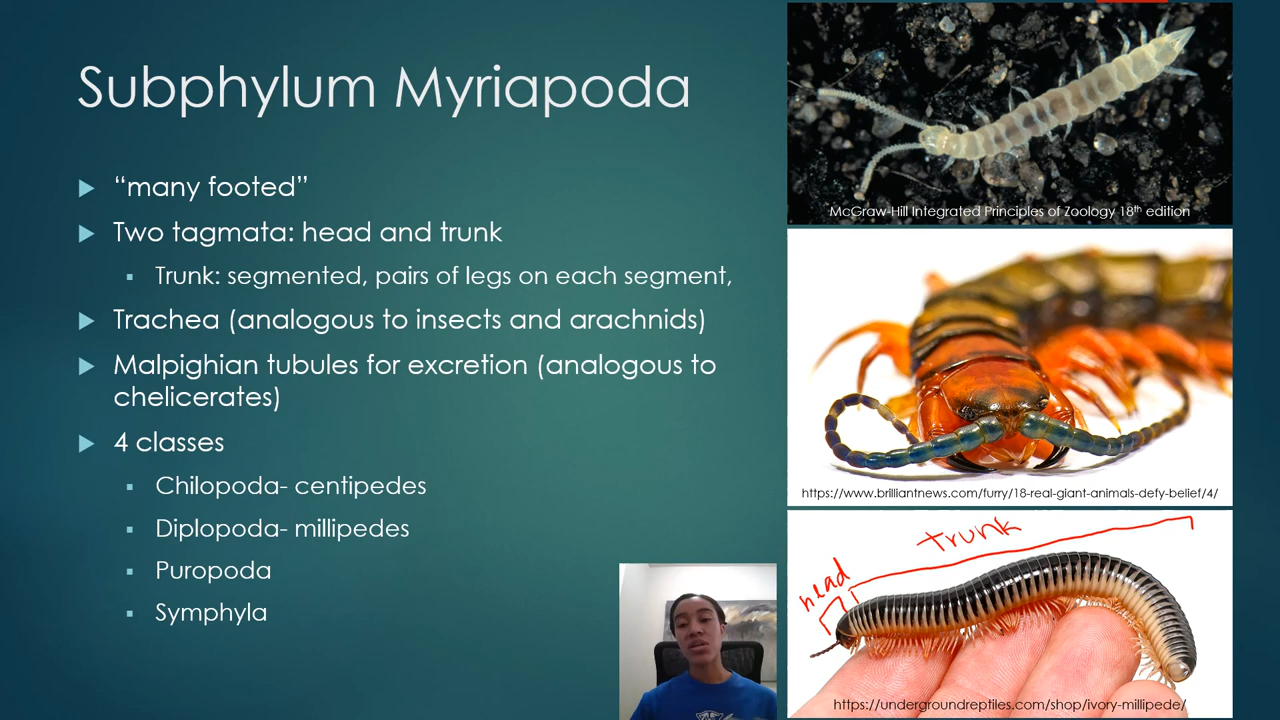 Subphylum Myriapoda
“many footed”
Two tagmata: head and trunk
Trunk: segmented, pairs of legs on each segment,
Trachea (analogous to insects and arachnids)
Malpighian tubules for excretion (analogous to
chelicerates)
4 classes
Chilopoda- centipedes
Diplopoda- millipedes
Puropoda
Symphyla
McGraw-Hill Integrated Principles of Zoology 18th edition
https://www.brilliantnews.com/furry/18-real-giant-animals-defy-belief/4/
trunk
head
https://undergroundreptiles.com/shop/ivory-millipede/